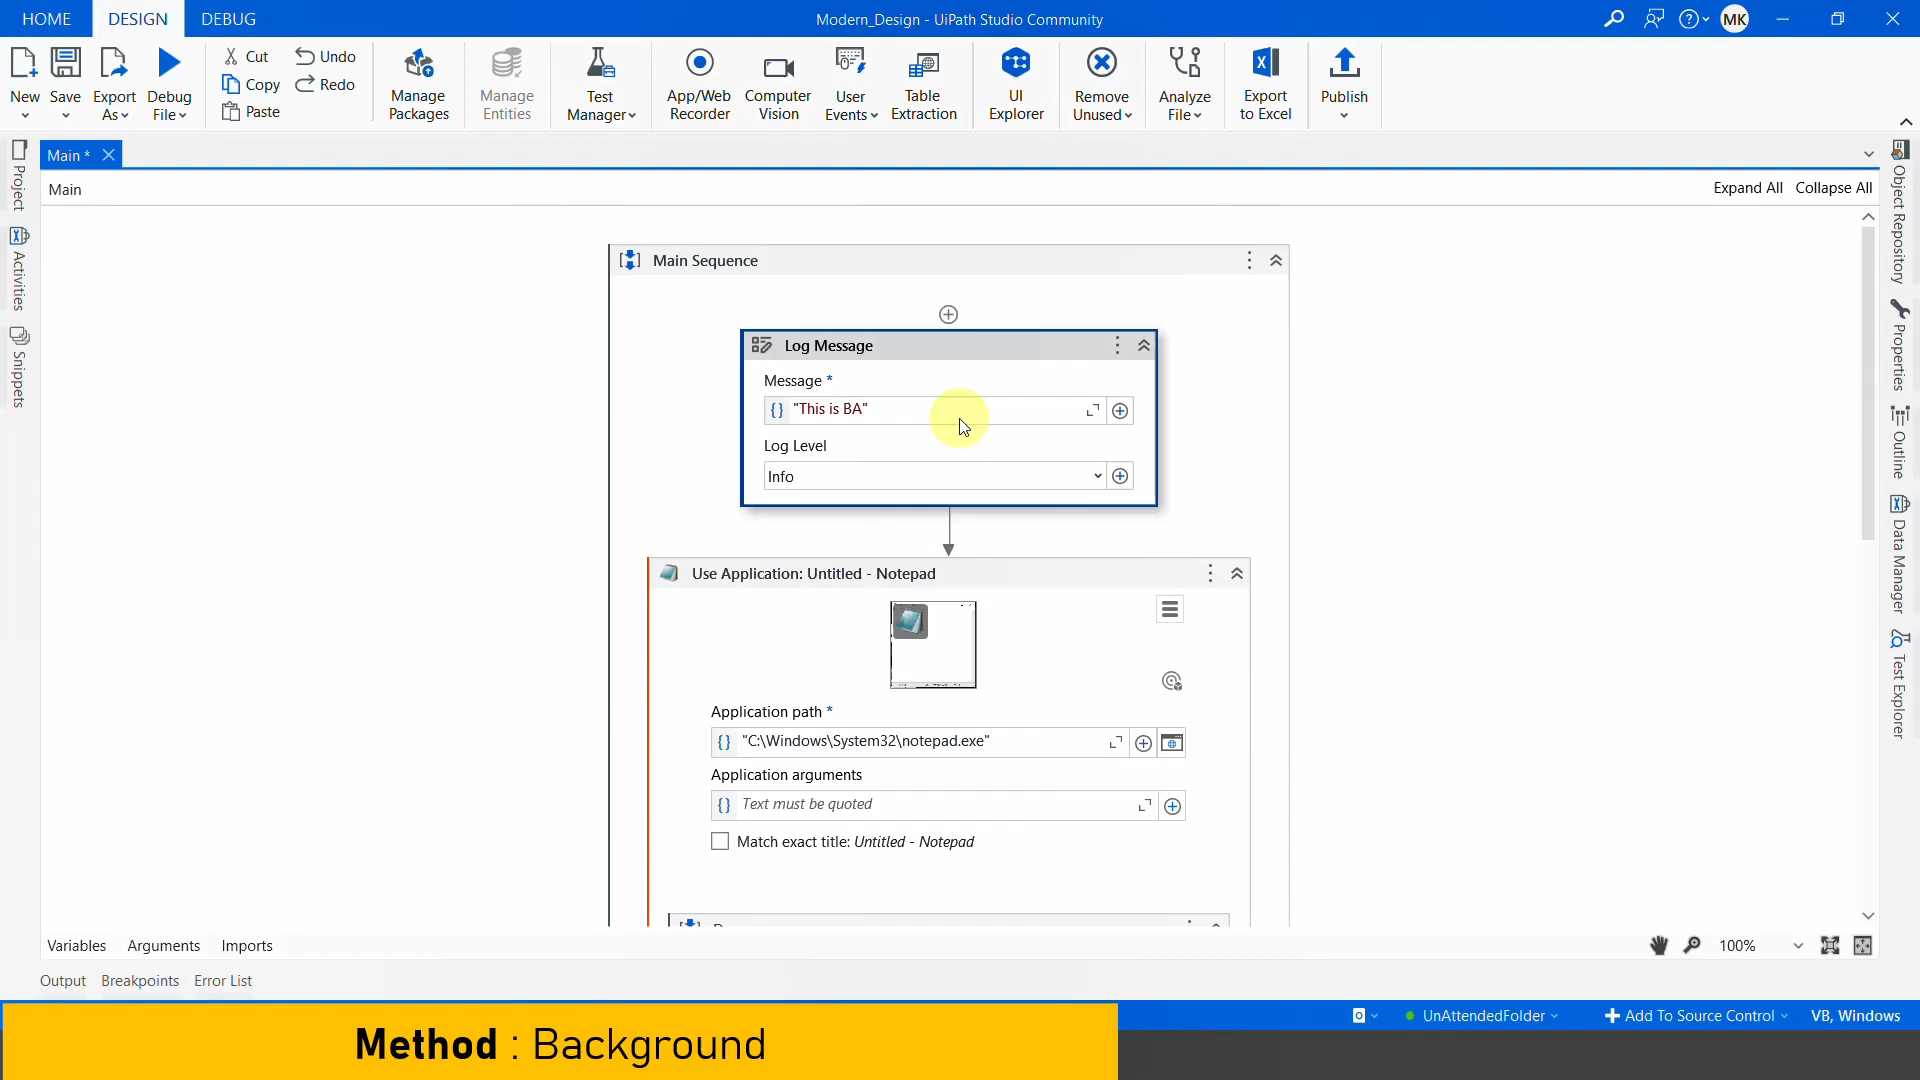 HOME DESIGN DEBUG
Modern_Design - UiPath Studio Community
MK
New Save Export As Debug File
Cut Copy Paste
Undo Redo
Manage Packages
Manage Entities
Test Manager
App/Web Recorder
Computer Vision
User Events
Table Extraction
UI Explorer
Remove Unused
Analyze File
Export to Excel
Publish
Main *
Main
Expand All Collapse All
Project
Activities
Snippets
Object Repository
Properties
Outline
Data Manager
Test Explorer
Main Sequence
Log Message
Message *
"This is BA"
Log Level
Info
Use Application: Untitled - Notepad
Application path *
"C:\Windows\System32\notepad.exe"
Application arguments
Text must be quoted
Match exact title: Untitled - Notepad
Variables Arguments Imports
100%
Output Breakpoints Error List
UnAttendedFolder
Add To Source Control
VB, Windows
Method : Background